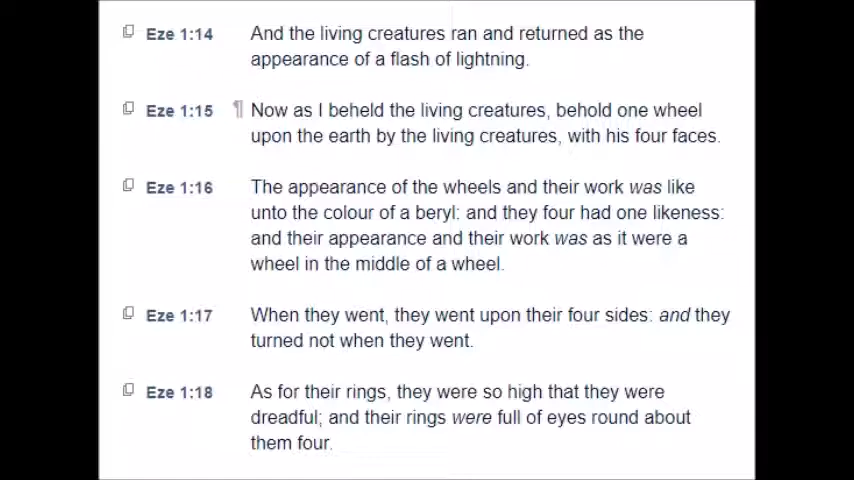 Eze 1:14 And the living creatures ran and returned as the
appearance of a flash of lightning.
Eze 1:15 ¶ Now as I beheld the living creatures, behold one wheel
upon the earth by the living creatures, with his four faces.
Eze 1:16 The appearance of the wheels and their work was like
unto the colour of a beryl: and they four had one likeness:
and their appearance and their work was as it were a
wheel in the middle of a wheel.
Eze 1:17 When they went, they went upon their four sides: and they
turned not when they went.
Eze 1:18 As for their rings, they were so high that they were
dreadful; and their rings were full of eyes round about
them four.